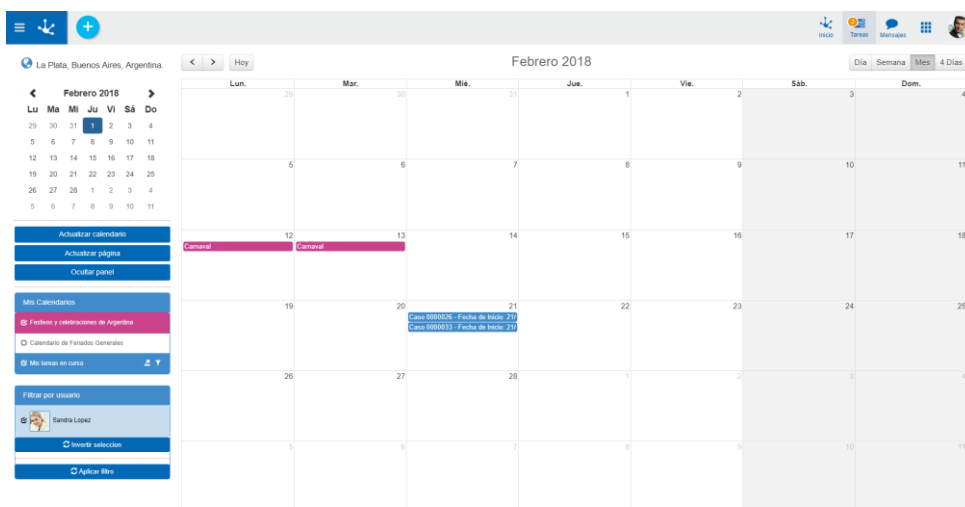 2
Inicio
Tareas
Mensajes
La Plata, Buenos Aires, Argentina.
Hoy
Febrero 2018
Día Semana Mes 4 Días
Febrero 2018
Lu Ma Mi Ju Vi Sá Do
29 30 31 1 2 3 4
5 6 7 8 9 10 11
12 13 14 15 16 17 18
19 20 21 22 23 24 25
26 27 28 1 2 3 4
5 6 7 8 9 10 11
Actualizar calendario
Actualizar página
Ocultar panel
Mis Calendarios
Festivos y celebraciones de Argentina
Calendario de Feriados Generales
Mis tareas en curso
Filtrar por usuario
Sandra Lopez
Invertir seleccion
Aplicar filtro
Lun. Mar. Mié. Jue. Vie. Sáb. Dom.
29 30 31 1 2 3 4
5 6 7 8 9 10 11
12 13 14 15 16 17 18
Carnaval Carnaval
19 20 21 22 23 24 25
Caso 0000026 - Fecha de Inicio: 21/
Caso 0000033 - Fecha de Inicio: 21/
26 27 28 1 2 3 4
5 6 7 8 9 10 11